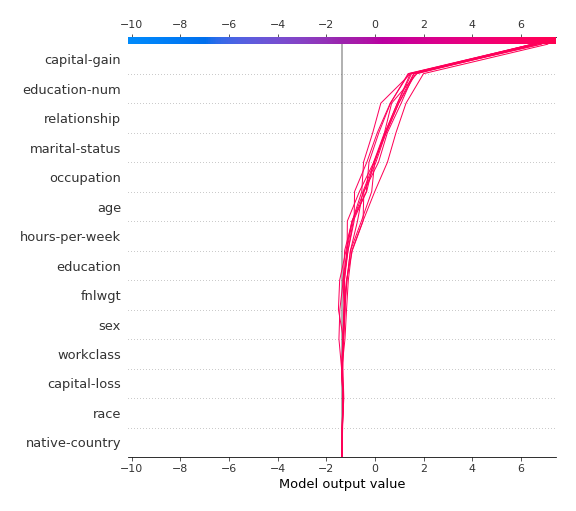 −10 −8 −6 −4 −2 0 2 4 6
capital-gain
education-num
relationship
marital-status
occupation
age
hours-per-week
education
fnlwgt
sex
workclass
capital-loss
race
native-country
−10 −8 −6 −4 −2 0 2 4 6
Model output value